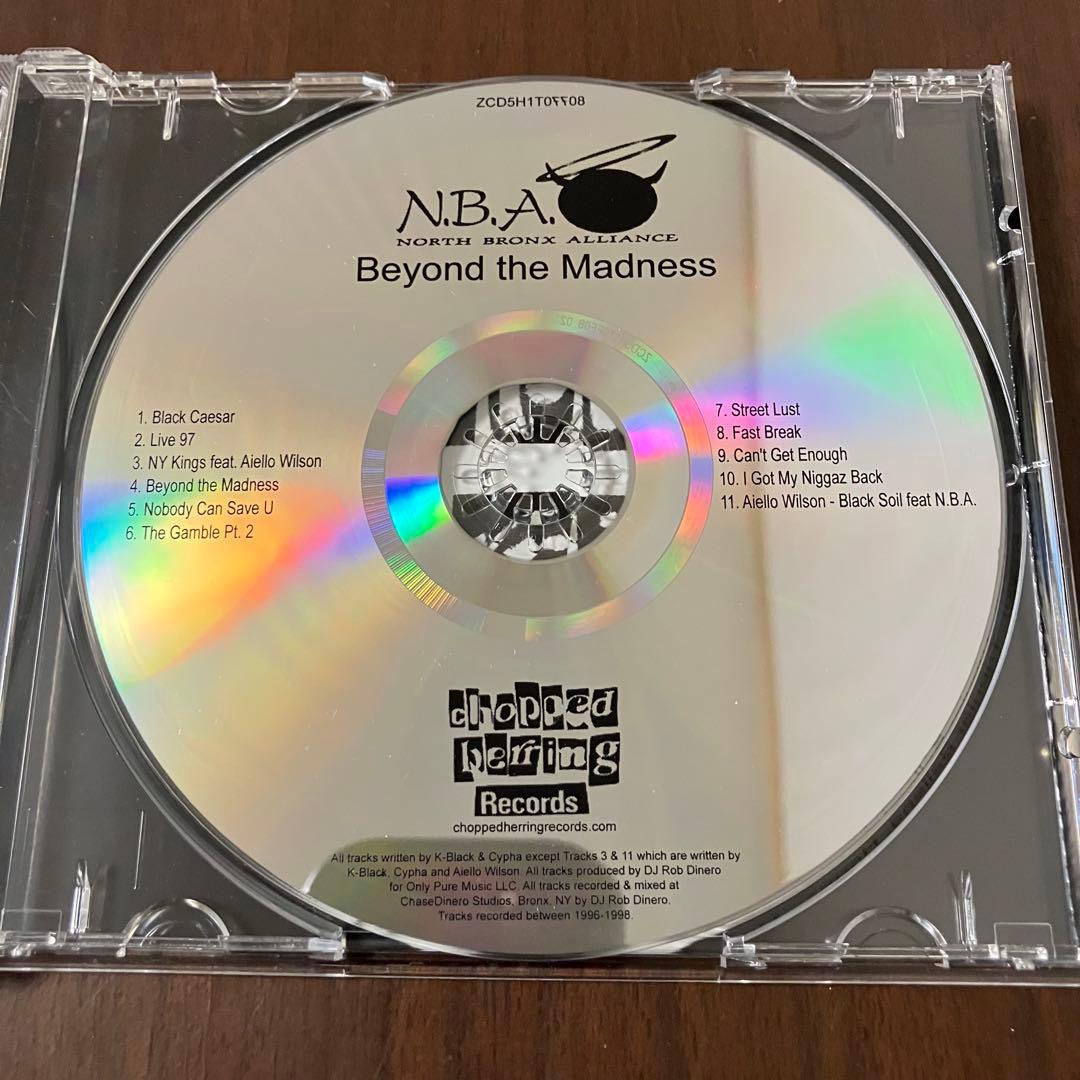 ZCD5H1T07708
N.B.A.
NORTH BRONX ALLIANCE
Beyond the Madness
1. Black Caesar
2. Live 97
3. NY Kings feat. Aiello Wilson
4. Beyond the Madness
5. Nobody Can Save U
6. The Gamble Pt. 2
7. Street Lust
8. Fast Break
9. Can't Get Enough
10. I Got My Niggaz Back
11. Aiello Wilson - Black Soil feat N.B.A.
chopped
herring
Records
choppedherringrecords.com
All tracks written by K-Black & Cypha except Tracks 3 & 11 which are written by
K-Black, Cypha and Aiello Wilson. All tracks produced by DJ Rob Dinero
for Only Pure Music LLC. All tracks recorded & mixed at
ChaseDinero Studios, Bronx, NY by DJ Rob Dinero.
Tracks recorded between 1996-1998.